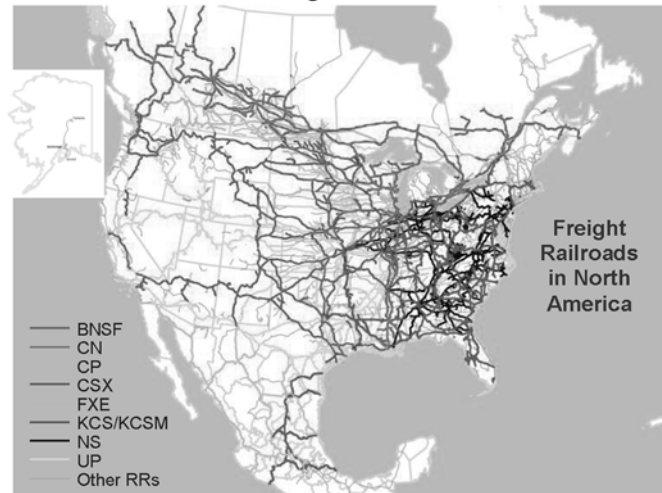 Freight
Railroads
in North
America
BNSF
CN
CP
CSX
FXE
KCS/KCSM
NS
UP
Other RRs